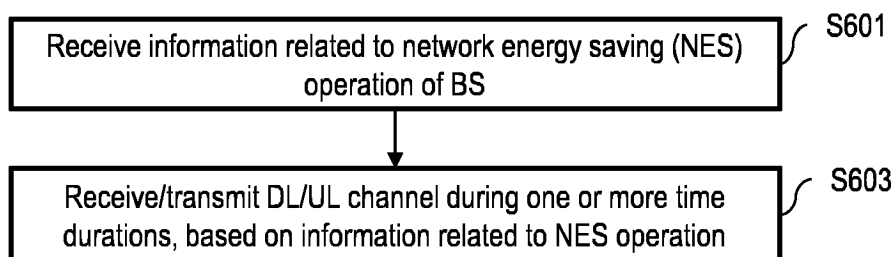 Receive information related to network energy saving (NES)
operation of BS
S601
Receive/transmit DL/UL channel during one or more time
durations, based on information related to NES operation
S603